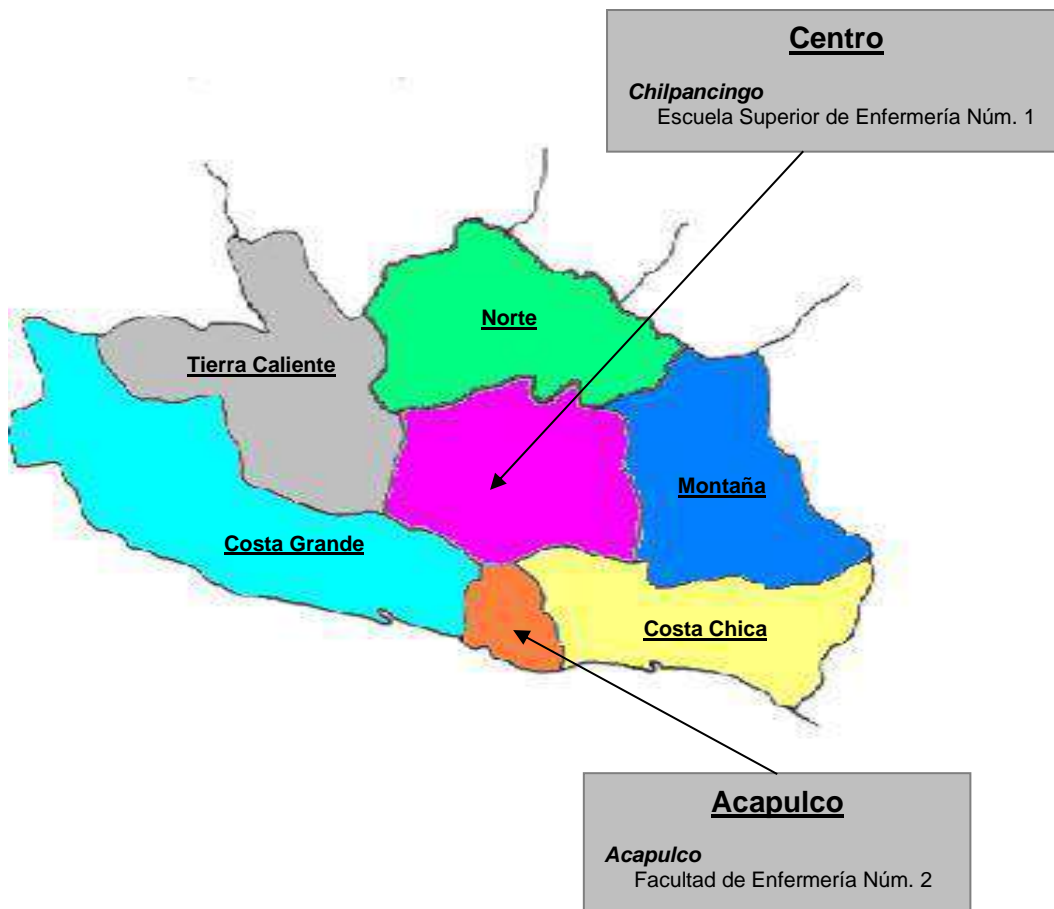 Centro
Chilpancingo
Escuela Superior de Enfermería Núm. 1
Norte
Tierra Caliente
Montaña
Costa Grande
Costa Chica
Acapulco
Acapulco
Facultad de Enfermería Núm. 2